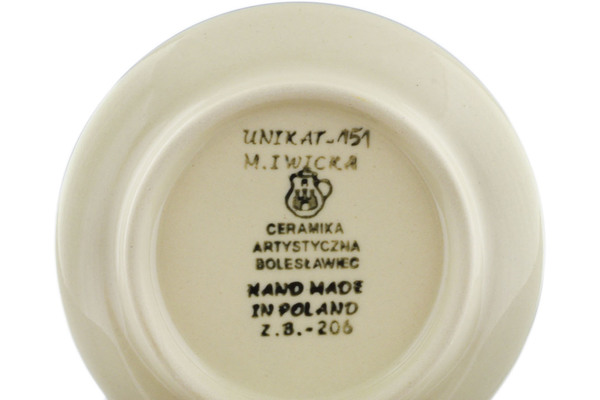 UNIKAT-151
M.IWICKA
CERAMIKA
ARTYSTYCZNA
BOLESŁAWIEC
HAND MADE
IN POLAND
Z.B.-206